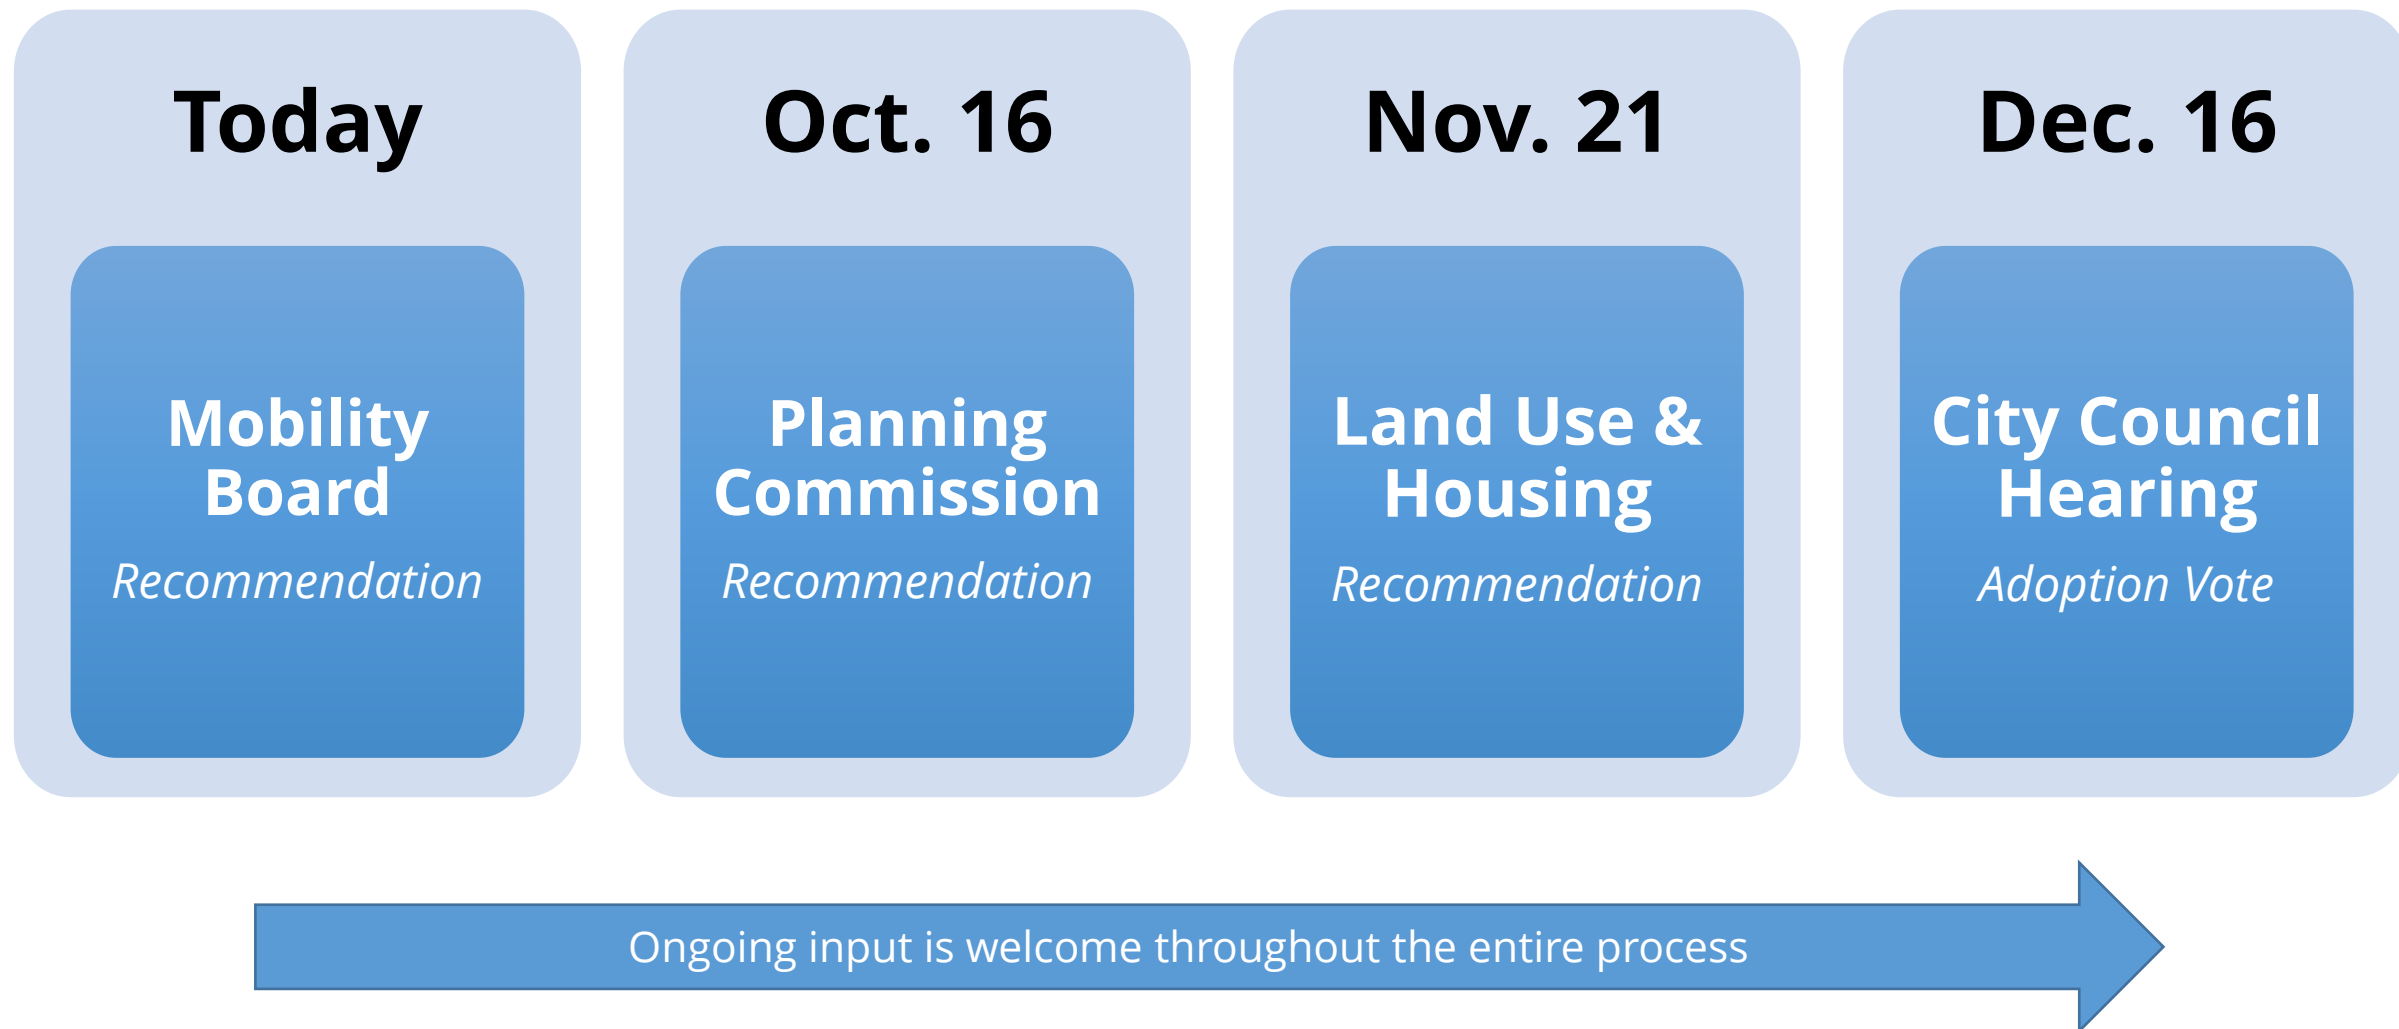 Today
Mobility
Board
Recommendation
Oct. 16
Planning
Commission
Recommendation
Nov. 21
Land Use &
Housing
Recommendation
Dec. 16
City Council
Hearing
Adoption Vote
Ongoing input is welcome throughout the entire process